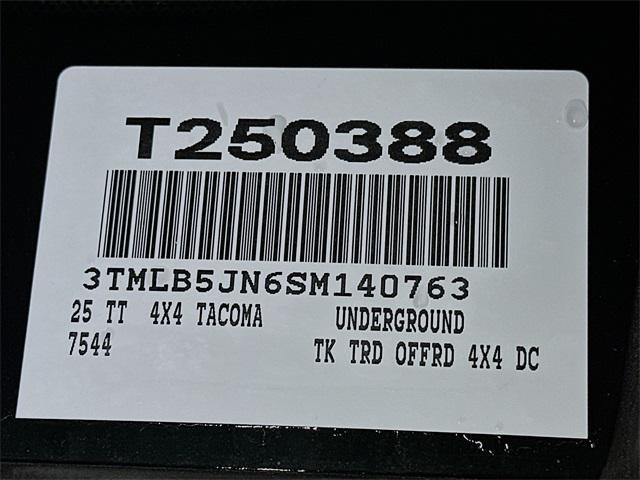 T250388
3TMLB5JN6SM140763
25 TT 4X4 TACOMA UNDERGROUND
7544 TK TRD OFFRD 4X4 DC